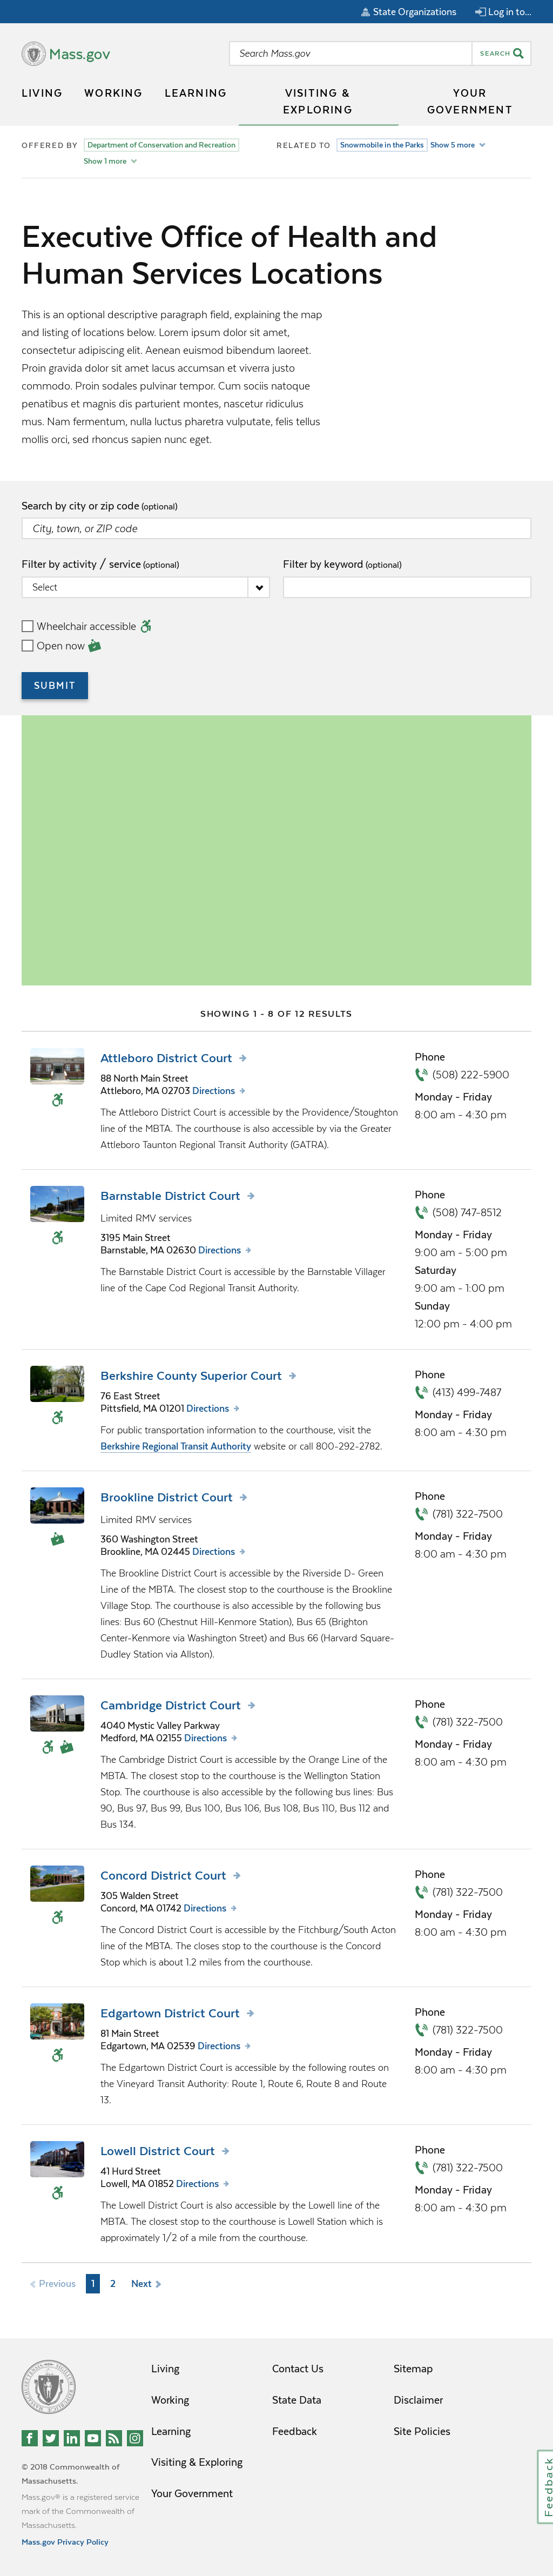 State Organizations
Log in to...
Mass.gov
Search Mass.gov
SEARCH
LIVING
WORKING
LEARNING
VISITING &
EXPLORING
YOUR
GOVERNMENT
OFFERED BY
Department of Conservation and Recreation
Show 1 more
RELATED TO
Snowmobile in the Parks
Show 5 more
Executive Office of Health and
Human Services Locations
This is an optional descriptive paragraph field, explaining the map
and listing of locations below. Lorem ipsum dolor sit amet,
consectetur adipiscing elit. Aenean euismod bibendum laoreet.
Proin gravida dolor sit amet lacus accumsan et viverra justo
commodo. Proin sodales pulvinar tempor. Cum sociis natoque
penatibus et magnis dis parturient montes, nascetur ridiculus
mus. Nam fermentum, nulla luctus pharetra vulputate, felis tellus
mollis orci, sed rhoncus sapien nunc eget.
Search by city or zip code (optional)
City, town, or ZIP code
Filter by activity / service (optional)
Select
Filter by keyword (optional)
Wheelchair accessible
Open now
SUBMIT
SHOWING 1 - 8 OF 12 RESULTS
Attleboro District Court
88 North Main Street
Attleboro, MA 02703 Directions
The Attleboro District Court is accessible by the Providence/Stoughton
line of the MBTA. The courthouse is also accessible by via the Greater
Attleboro Taunton Regional Transit Authority (GATRA).
Phone
(508) 222-5900
Monday - Friday
8:00 am - 4:30 pm
Barnstable District Court
Limited RMV services
3195 Main Street
Barnstable, MA 02630 Directions
The Barnstable District Court is accessible by the Barnstable Villager
line of the Cape Cod Regional Transit Authority.
Phone
(508) 747-8512
Monday - Friday
9:00 am - 5:00 pm
Saturday
9:00 am - 1:00 pm
Sunday
12:00 pm - 4:00 pm
Berkshire County Superior Court
76 East Street
Pittsfield, MA 01201 Directions
For public transportation information to the courthouse, visit the
Berkshire Regional Transit Authority website or call 800-292-2782.
Phone
(413) 499-7487
Monday - Friday
8:00 am - 4:30 pm
Brookline District Court
Limited RMV services
360 Washington Street
Brookline, MA 02445 Directions
The Brookline District Court is accessible by the Riverside D- Green
Line of the MBTA. The closest stop to the courthouse is the Brookline
Village Stop. The courthouse is also accessible by the following bus
lines: Bus 60 (Chestnut Hill-Kenmore Station), Bus 65 (Brighton
Center-Kenmore via Washington Street) and Bus 66 (Harvard Square-
Dudley Station via Allston).
Phone
(781) 322-7500
Monday - Friday
8:00 am - 4:30 pm
Cambridge District Court
4040 Mystic Valley Parkway
Medford, MA 02155 Directions
The Cambridge District Court is accessible by the Orange Line of the
MBTA. The closest stop to the courthouse is the Wellington Station
Stop. The courthouse is also accessible by the following bus lines: Bus
90, Bus 97, Bus 99, Bus 100, Bus 106, Bus 108, Bus 110, Bus 112 and
Bus 134.
Phone
(781) 322-7500
Monday - Friday
8:00 am - 4:30 pm
Concord District Court
305 Walden Street
Concord, MA 01742 Directions
The Concord District Court is accessible by the Fitchburg/South Acton
line of the MBTA. The closes stop to the courthouse is the Concord
Stop which is about 1.2 miles from the courthouse.
Phone
(781) 322-7500
Monday - Friday
8:00 am - 4:30 pm
Edgartown District Court
81 Main Street
Edgartown, MA 02539 Directions
The Edgartown District Court is accessible by the following routes on
the Vineyard Transit Authority: Route 1, Route 6, Route 8 and Route
13.
Phone
(781) 322-7500
Monday - Friday
8:00 am - 4:30 pm
Lowell District Court
41 Hurd Street
Lowell, MA 01852 Directions
The Lowell District Court is also accessible by the Lowell line of the
MBTA. The closest stop to the courthouse is Lowell Station which is
approximately 1/2 of a mile from the courthouse.
Phone
(781) 322-7500
Monday - Friday
8:00 am - 4:30 pm
Previous
1
2
Next
Living
Working
Learning
Visiting & Exploring
Your Government
Contact Us
State Data
Feedback
Sitemap
Disclaimer
Site Policies
© 2018 Commonwealth of
Massachusetts.
Mass.gov® is a registered service
mark of the Commonwealth of
Massachusetts.
Mass.gov Privacy Policy
Feedback